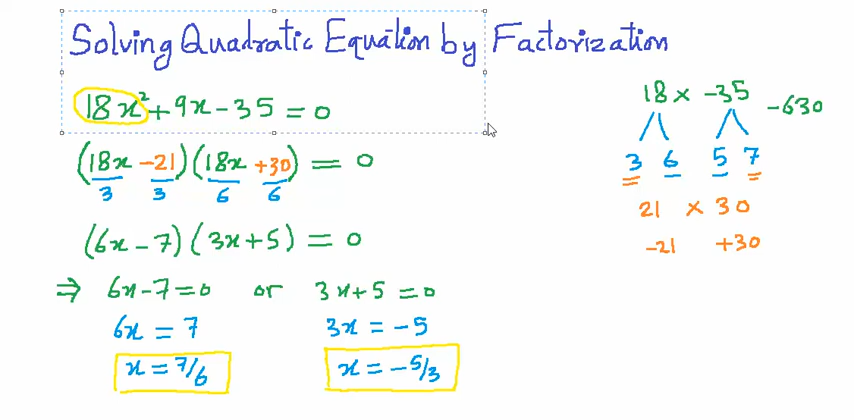 Solving Quadratic Equation by Factorization
18x² + 9x - 35 = 0
(18x - 21)(18x + 30) = 0
3 3 6 6
(6x - 7)(3x + 5) = 0
⇒ 6x - 7 = 0 or 3x + 5 = 0
6x = 7 3x = -5
x = 7/6 x = -5/3
18 x -35 -630
3 6 5 7
21 x 30
-21 +30